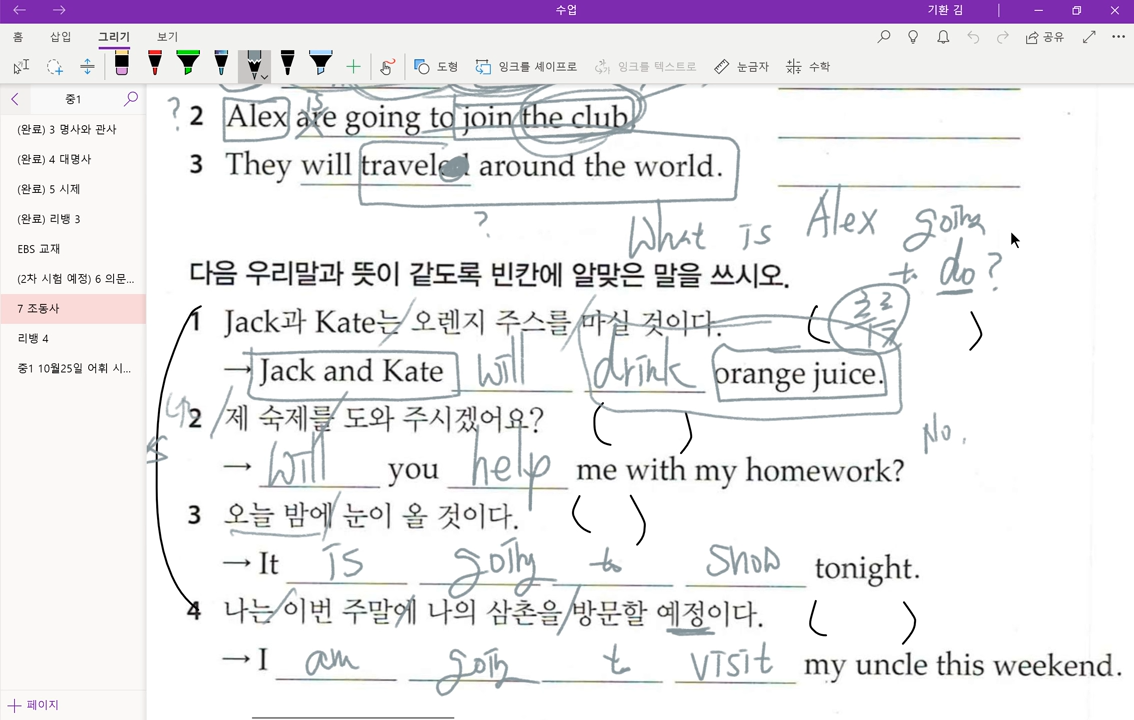 수업
기환 김
홈 삽입 그리기 보기
공유
도형 잉크를 셰이프로 잉크를 텍스트로 눈금자 수학
중1
(완료) 3 명사와 관사
(완료) 4 대명사
(완료) 5 시제
(완료) 리뱅 3
EBS 교재
(2차 시험 예정) 6 의문...
7 조동사
리뱅 4
중1 10월25일 어휘 시...
페이지
is
? 2 Alex are going to join the club.
3 They will traveled around the world.
?
What is Alex going
to do?
다음 우리말과 뜻이 같도록 빈칸에 알맞은 말을 쓰시오.
1 Jack과 Kate는 / 오렌지 주스를 / 마실 것이다. ( )
→ Jack and Kate will drink orange juice.
2 / 제 숙제를 / 도와 주시겠어요? ( )
No.
→ will you help me with my homework?
3 오늘 밤에 / 눈이 올 것이다. ( )
→ It is going to snow tonight.
4 나는 / 이번 주말에 / 나의 삼촌을 / 방문할 예정이다. ( )
→ I am going to visit my uncle this weekend.